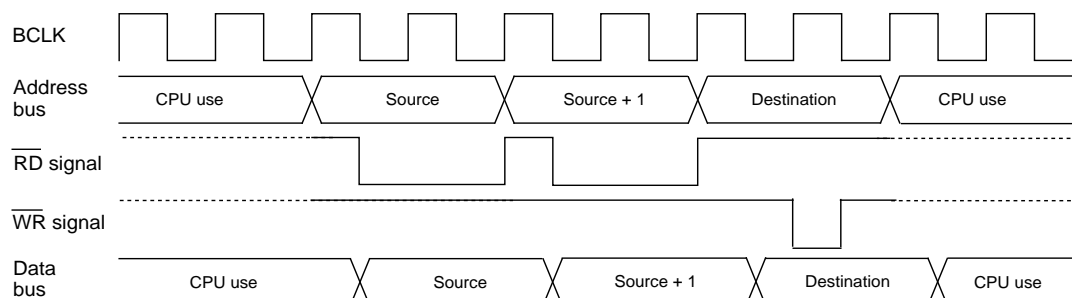 BCLK
Address
bus
CPU use
Source
Source + 1
Destination
CPU use
RD signal
WR signal
Data
bus
CPU use
Source
Source + 1
Destination
CPU use